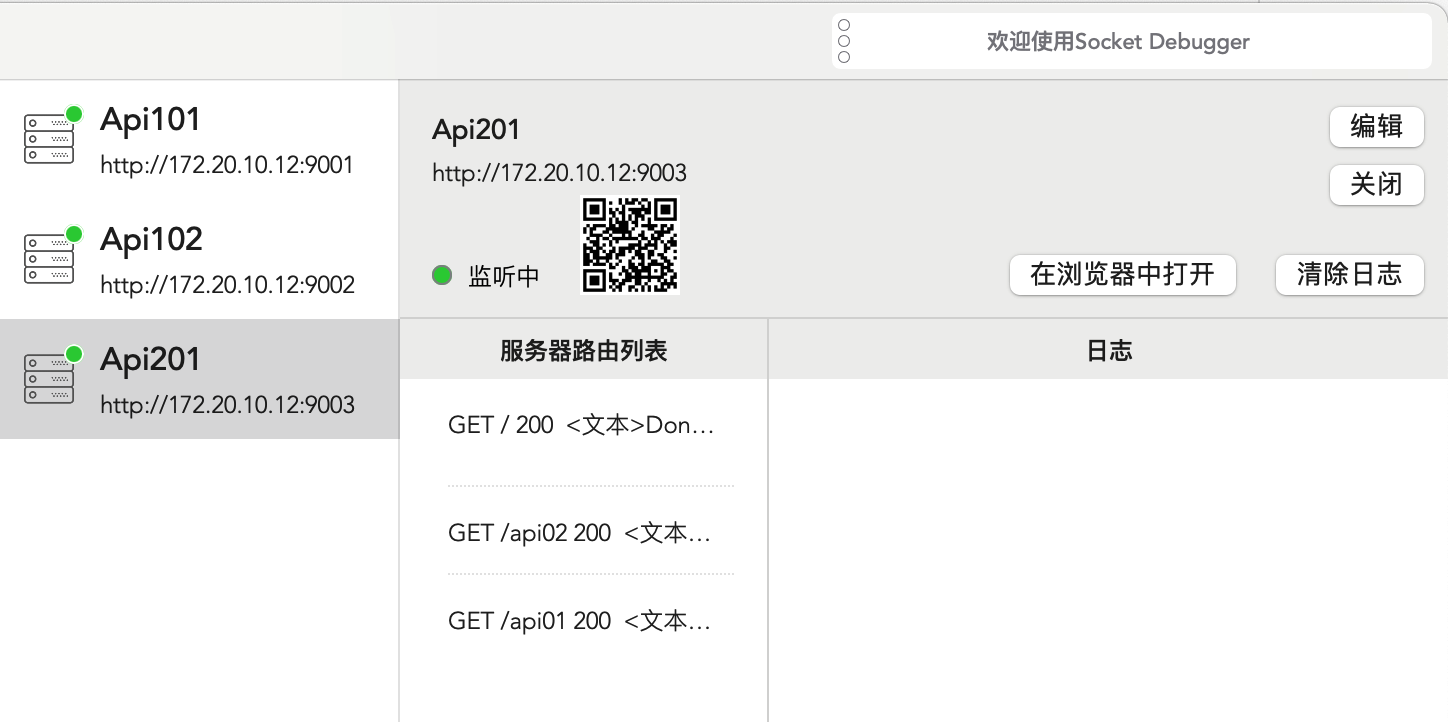 欢迎使用Socket Debugger
Api101
http://172.20.10.12:9001
Api102
http://172.20.10.12:9002
Api201
http://172.20.10.12:9003
Api201
http://172.20.10.12:9003
监听中
编辑
关闭
在浏览器中打开
清除日志
服务器路由列表
日志
GET / 200 <文本>Don...
GET /api02 200 <文本...
GET /api01 200 <文本...